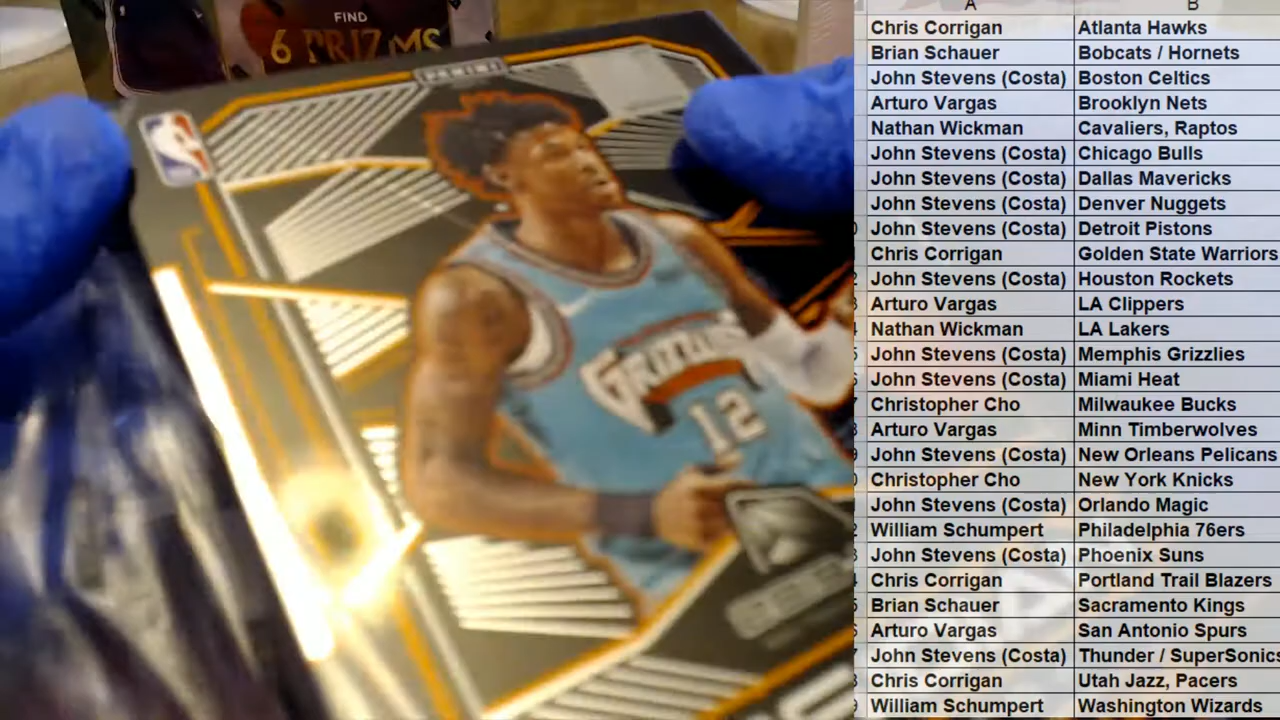 FIND
6 PRIZMS
PANINI
GRIZZLIES
12
A B
Chris Corrigan Atlanta Hawks
Brian Schauer Bobcats / Hornets
John Stevens (Costa) Boston Celtics
Arturo Vargas Brooklyn Nets
Nathan Wickman Cavaliers, Raptos
John Stevens (Costa) Chicago Bulls
John Stevens (Costa) Dallas Mavericks
John Stevens (Costa) Denver Nuggets
John Stevens (Costa) Detroit Pistons
Chris Corrigan Golden State Warriors
John Stevens (Costa) Houston Rockets
Arturo Vargas LA Clippers
Nathan Wickman LA Lakers
John Stevens (Costa) Memphis Grizzlies
John Stevens (Costa) Miami Heat
Christopher Cho Milwaukee Bucks
Arturo Vargas Minn Timberwolves
John Stevens (Costa) New Orleans Pelicans
Christopher Cho New York Knicks
John Stevens (Costa) Orlando Magic
William Schumpert Philadelphia 76ers
John Stevens (Costa) Phoenix Suns
Chris Corrigan Portland Trail Blazers
Brian Schauer Sacramento Kings
Arturo Vargas San Antonio Spurs
John Stevens (Costa) Thunder / SuperSonics
Chris Corrigan Utah Jazz, Pacers
William Schumpert Washington Wizards